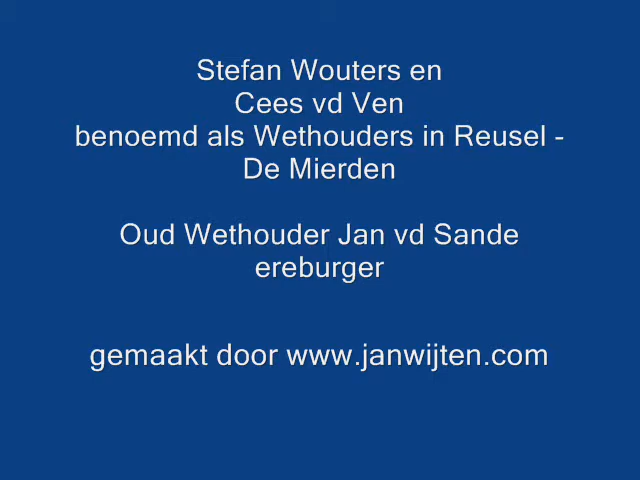 Stefan Wouters en
Cees vd Ven
benoemd als Wethouders in Reusel -
De Mierden
Oud Wethouder Jan vd Sande
ereburger
gemaakt door www.janwijten.com